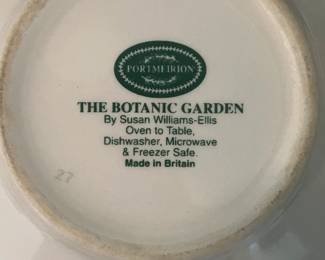 PORTMEIRION
THE BOTANIC GARDEN
By Susan Williams-Ellis
Oven to Table,
Dishwasher, Microwave
& Freezer Safe.
Made in Britain
27